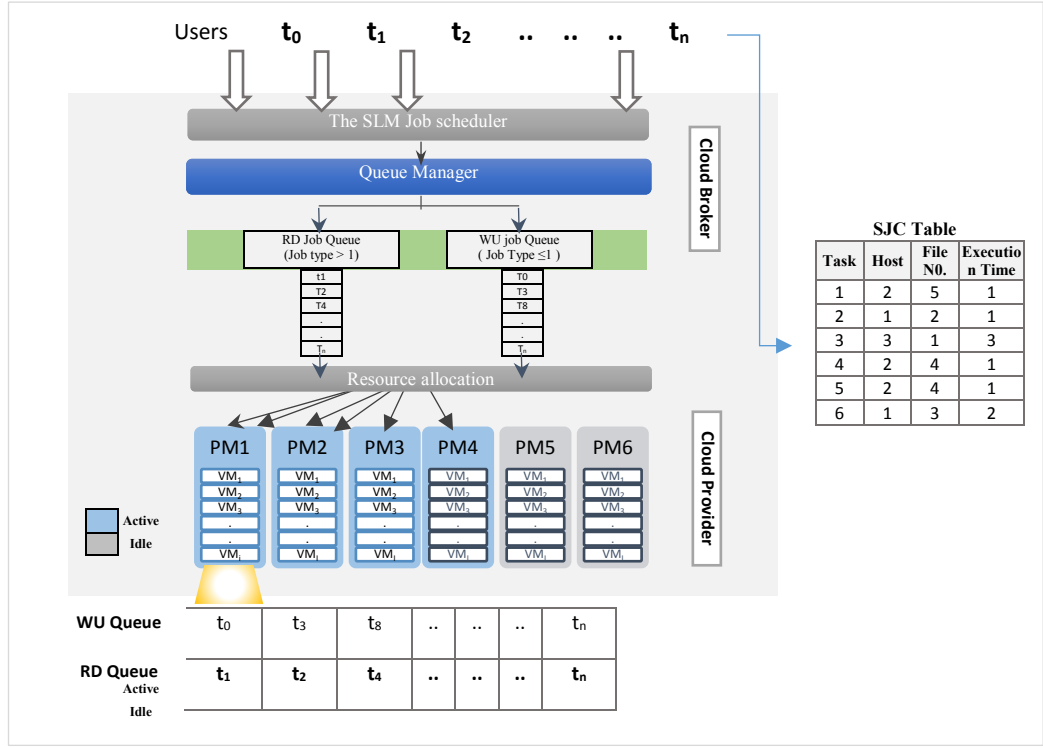 Users t0 t1 t2 .. .. .. tn
The SLM Job scheduler
Queue Manager
Cloud Broker
RD Job Queue
(Job type > 1)
WU job Queue
( Job Type ≤1 )
t1
T2
T4
.
.
Tn
T0
T3
T8
.
.
Tn
Resource allocation
PM1 PM2 PM3 PM4 PM5 PM6
VM1 VM1 VM1 VM1 VM1 VM1
VM2 VM2 VM2 VM2 VM2 VM2
VM3 VM3 VM3 VM3 VM3 VM3
. . . . . .
. . . . . .
VMi VMi VMi VMi VMi VMi
Cloud Provider
Active
Idle
WU Queue t0 t3 t8 .. .. .. tn
RD Queue t1 t2 t4 .. .. .. tn
Active
Idle
SJC Table
Task Host File N0. Executio
n Time
1 2 5 1
2 1 2 1
3 3 1 3
4 2 4 1
5 2 4 1
6 1 3 2